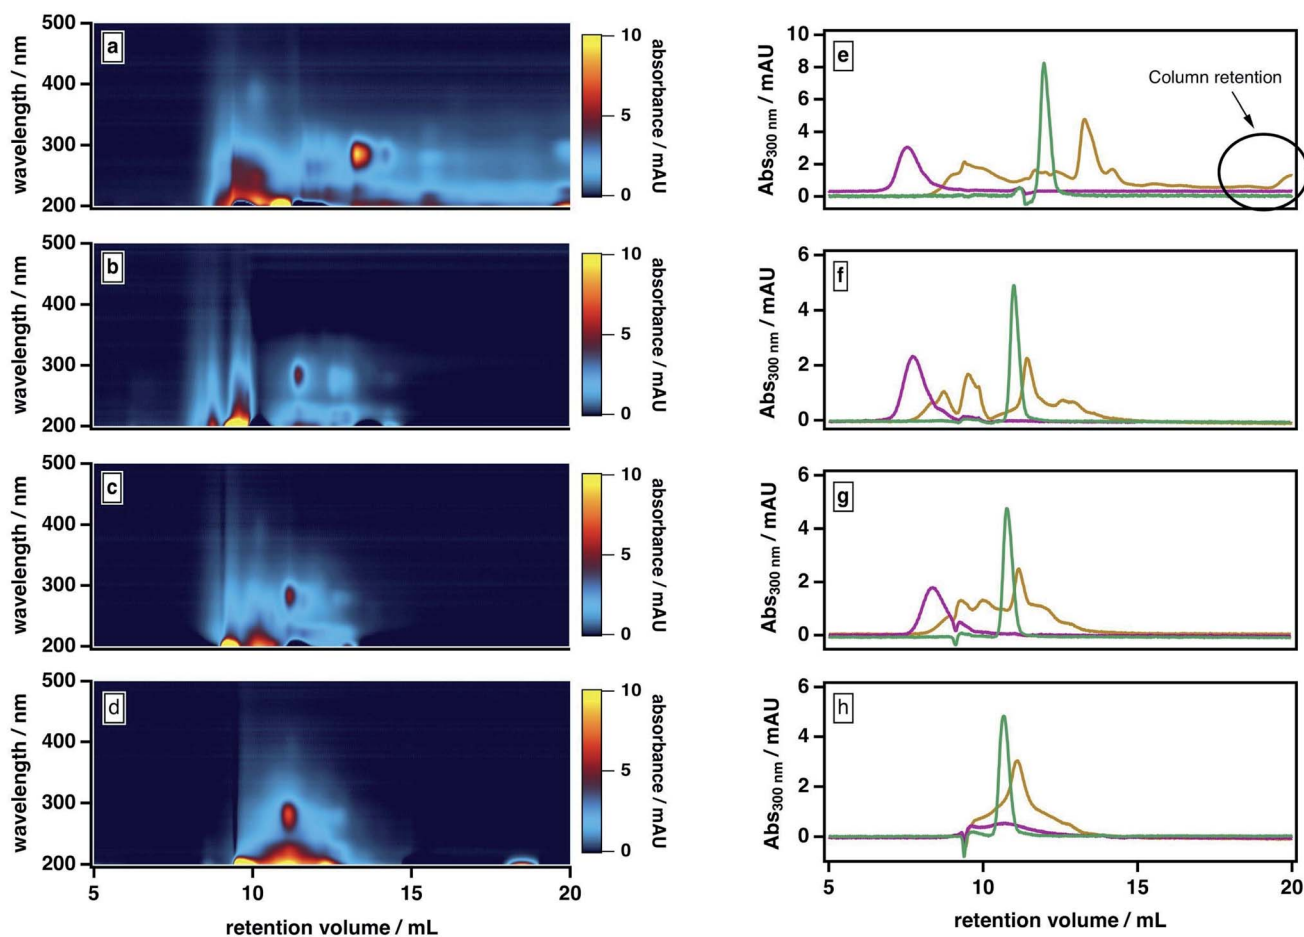 500
400
300
200
wavelength / nm
a
10
5
0
absorbance / mAU
10
8
6
4
2
0
Abs300 nm / mAU
e
Column retention
500
400
300
200
wavelength / nm
b
10
5
0
absorbance / mAU
6
4
2
0
Abs300 nm / mAU
f
500
400
300
200
wavelength / nm
c
10
5
0
absorbance / mAU
6
4
2
0
Abs300 nm / mAU
g
500
400
300
200
wavelength / nm
d
10
5
0
absorbance / mAU
6
4
2
0
Abs300 nm / mAU
h
5 10 15 20
retention volume / mL
5 10 15 20
retention volume / mL